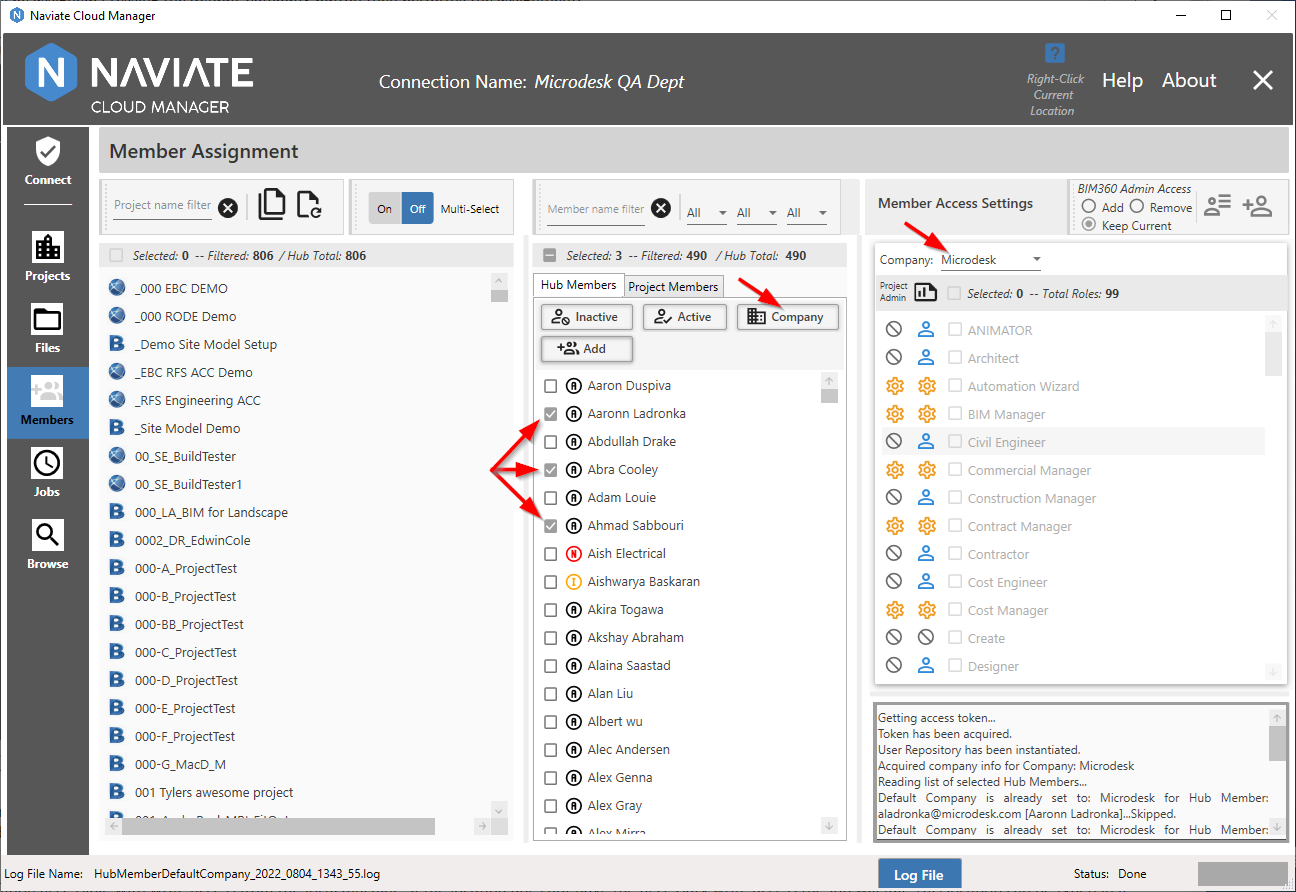 Naviate Cloud Manager
NAVIATE
CLOUD MANAGER
Connection Name: Microdesk QA Dept
Right-Click
Current
Location
Help
About
Connect
Projects
Files
Members
Jobs
Browse
Member Assignment
Project name filter
On
Off
Multi-Select
Selected: 0 -- Filtered: 806 / Hub Total: 806
_000 EBC DEMO
_000 RODE Demo
_Demo Site Model Setup
_EBC RFS ACC Demo
_RFS Engineering ACC
_Site Model Demo
00_SE_BuildTester
00_SE_BuildTester1
000_LA_BIM for Landscape
0002_DR_EdwinCole
000-A_ProjectTest
000-B_ProjectTest
000-BB_ProjectTest
000-C_ProjectTest
000-D_ProjectTest
000-E_ProjectTest
000-F_ProjectTest
000-G_MacD_M
001 Tylers awesome project
Member name filter
All
All
All
Selected: 3 -- Filtered: 490 / Hub Total: 490
Hub Members
Project Members
Inactive
Active
Company
Add
Aaron Duspiva
Aaronn Ladronka
Abdullah Drake
Abra Cooley
Adam Louie
Ahmad Sabbouri
Aish Electrical
Aishwarya Baskaran
Akira Togawa
Akshay Abraham
Alaina Saastad
Alan Liu
Albert wu
Alec Andersen
Alex Genna
Alex Gray
Alex Mirra
Member Access Settings
BIM360 Admin Access
Add
Remove
Keep Current
Company: Microdesk
Project
Admin
Selected: 0 -- Total Roles: 99
ANIMATOR
Architect
Automation Wizard
BIM Manager
Civil Engineer
Commercial Manager
Construction Manager
Contract Manager
Contractor
Cost Engineer
Cost Manager
Create
Designer
Getting access token...
Token has been acquired.
User Repository has been instantiated.
Acquired company info for Company: Microdesk
Reading list of selected Hub Members...
Default Company is already set to: Microdesk for Hub Member:
aladronka@microdesk.com [Aaronn Ladronka]...Skipped.
Default Company is already set to: Microdesk for Hub Member:
Log File Name: HubMemberDefaultCompany_2022_0804_1343_55.log
Log File
Status: Done